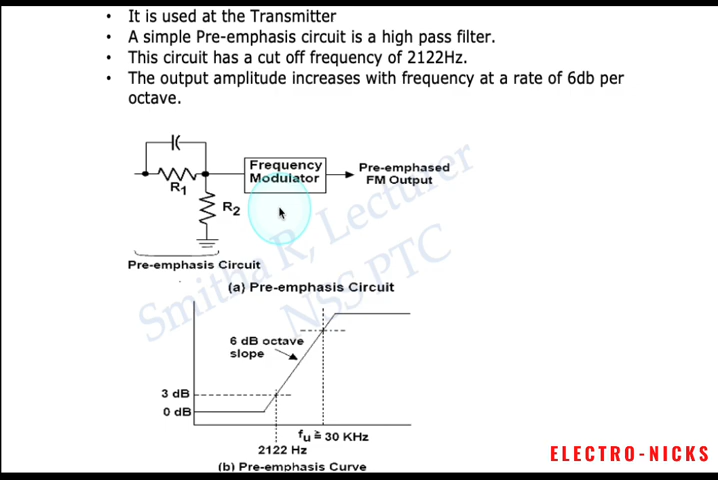 • It is used at the Transmitter
• A simple Pre-emphasis circuit is a high pass filter.
• This circuit has a cut off frequency of 2122Hz.
• The output amplitude increases with frequency at a rate of 6db per
octave.
R1
R2
Frequency
Modulator
Pre-emphased
FM Output
Pre-emphasis Circuit
(a) Pre-emphasis Circuit
Smitha R, Lecturer
NSS PTC
6 dB octave
slope
3 dB
0 dB
fu ≅ 30 KHz
2122 Hz
(b) Pre-emphasis Curve
ELECTRO-NICKS